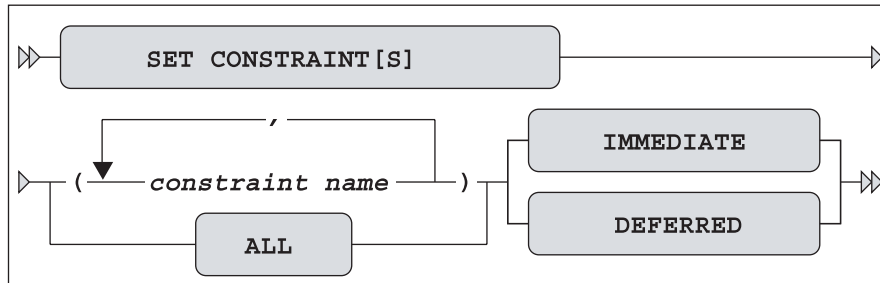 SET CONSTRAINT[S]
,
( constraint name )
ALL
IMMEDIATE
DEFERRED